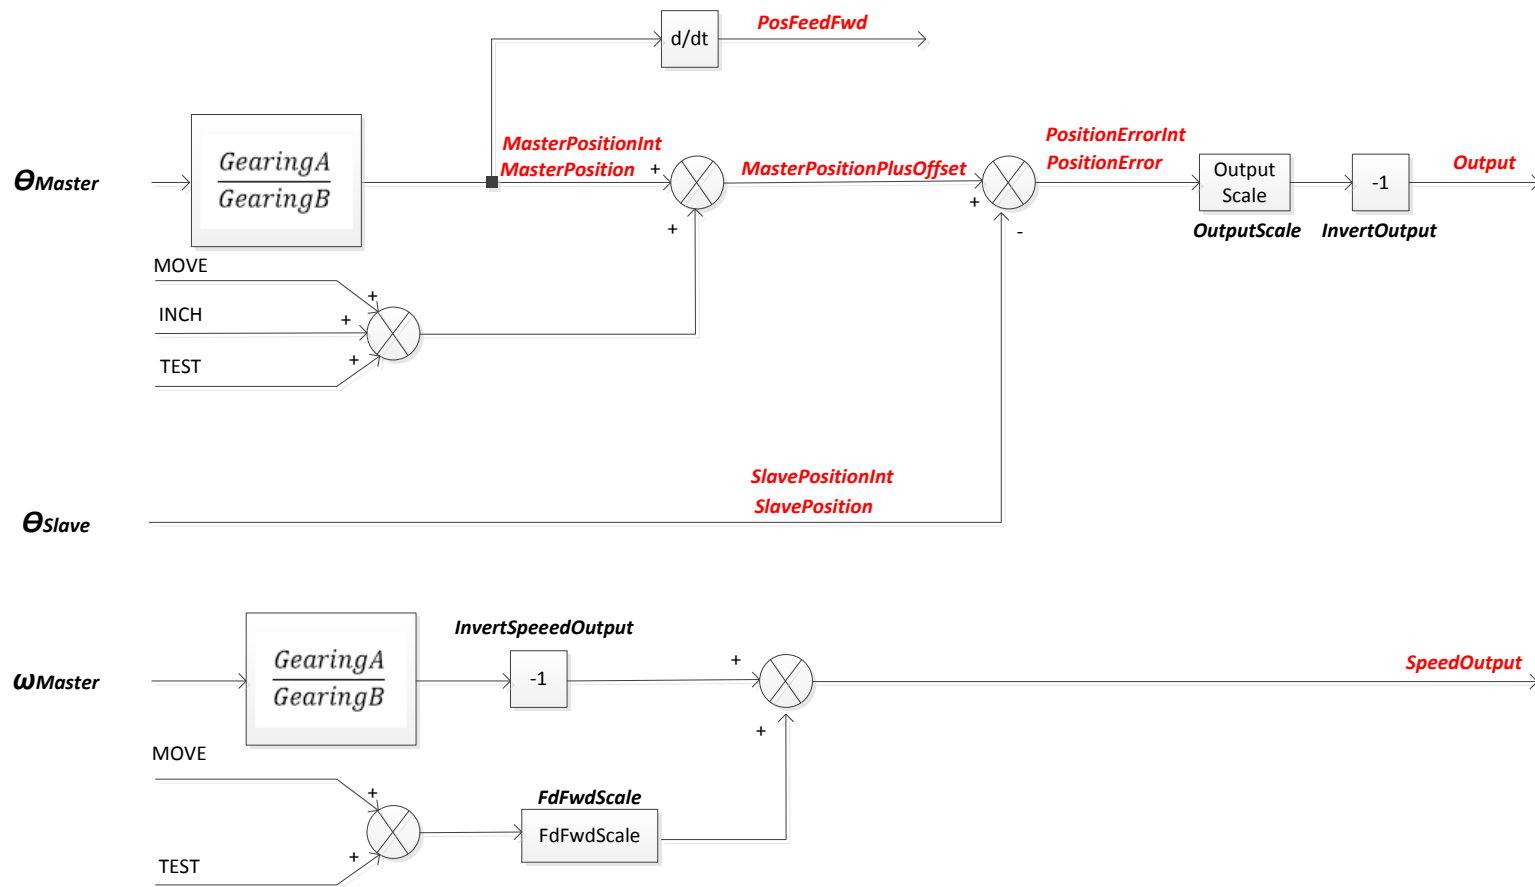 d/dt
PosFeedFwd
ϴMaster
GearingA
GearingB
MasterPositionInt
MasterPosition
+
+
MasterPositionPlusOffset
+
-
PositionErrorInt
PositionError
Output
Scale
OutputScale
-1
InvertOutput
Output
MOVE
+
INCH
+
TEST
+
SlavePositionInt
SlavePosition
ϴSlave
ωMaster
GearingA
GearingB
InvertSpeeedOutput
-1
+
+
SpeedOutput
MOVE
+
TEST
+
FdFwdScale
FdFwdScale